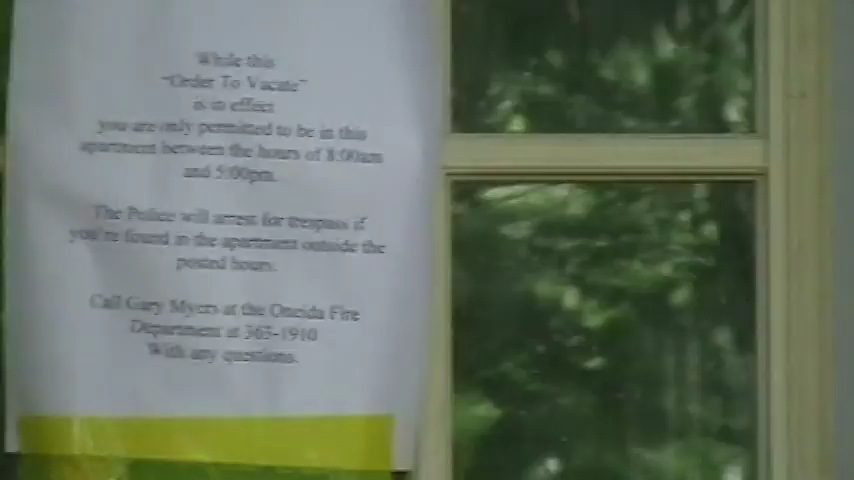 While this
"Order To Vacate"
is in effect
you are only permitted to be in this
apartment between the hours of 8:00am
and 5:00pm.
The Police will arrest for trespass if
you're found in the apartment outside the
posted hours.
Call Gary Myers at the Oneida Fire
Department at 363-1910
With any questions.